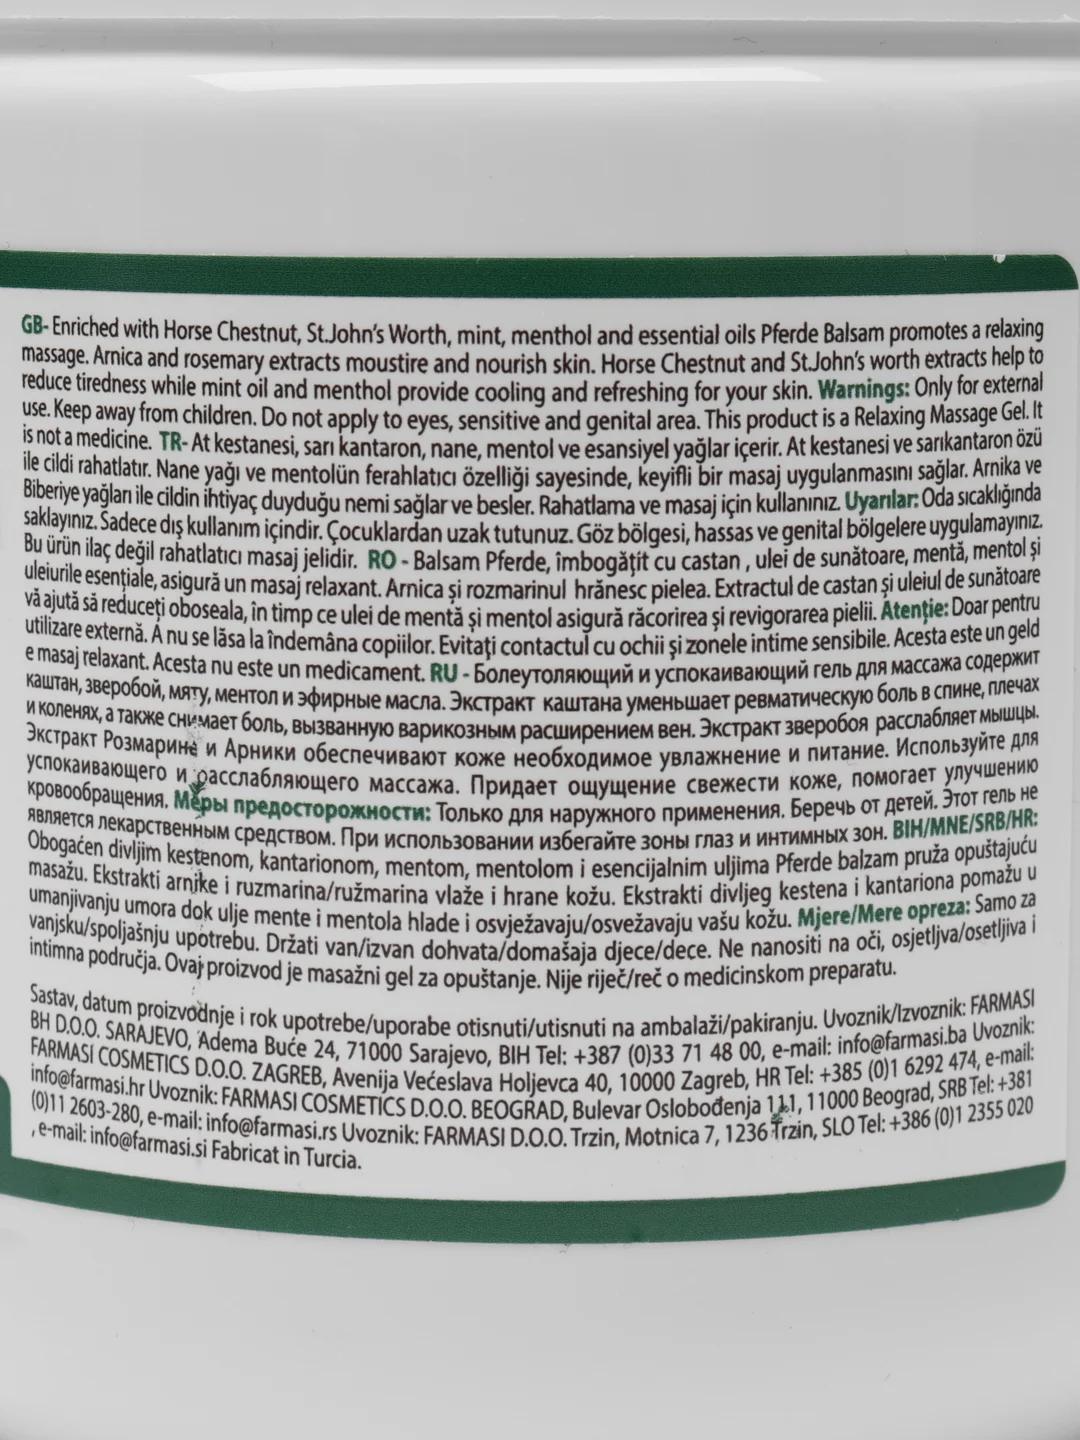 GB- Enriched with Horse Chestnut, St.John's Worth, mint, menthol and essential oils Pferde Balsam promotes a relaxing
massage. Arnica and rosemary extracts moustire and nourish skin. Horse Chestnut and St.John's worth extracts help to
reduce tiredness while mint oil and menthol provide cooling and refreshing for your skin. Warnings: Only for external
use. Keep away from children. Do not apply to eyes, sensitive and genital area. This product is a Relaxing Massage Gel. It
is not a medicine. TR- At kestanesi, sarı kantaron, nane, mentol ve esansiyel yağlar içerir. At kestanesi ve sarıkantaron özü
ile cildi rahatlatır. Nane yağı ve mentolün ferahlatıcı özelliği sayesinde, keyifli bir masaj uygulanmasını sağlar. Arnika ve
Biberiye yağları ile cildin ihtiyaç duyduğu nemi sağlar ve besler. Rahatlama ve masaj için kullanınız. Uyarılar: Oda sıcaklığında
saklayınız. Sadece dış kullanım içindir. Çocuklardan uzak tutunuz. Göz bölgesi, hassas ve genital bölgelere uygulamayınız.
Bu ürün ilaç değil rahatlatıcı masaj jelidir. RO - Balsam Pferde, îmbogățit cu castan , ulei de sunătoare, mentă, mentol și
uleiurile esențiale, asigură un masaj relaxant. Arnica și rozmarinul hrănesc pielea. Extractul de castan și uleiul de sunătoare
vă ajută să reduceți oboseala, în timp ce ulei de mentă și mentol asigură răcorirea și revigorarea pielii. Atenție: Doar pentru
utilizare externă. A nu se lăsa la îndemâna copiilor. Evitați contactul cu ochii și zonele intime sensibile. Acesta este un geld
e masaj relaxant. Acesta nu este un medicament. RU - Болеутоляющий и успокаивающий гель для массажа содержит
каштан, зверобой, мяту, ментол и эфирные масла. Экстракт каштана уменьшает ревматическую боль в спине, плечах
и коленях, а также снимает боль, вызванную варикозным расширением вен. Экстракт зверобоя расслабляет мышцы.
Экстракт Розмарина и Арники обеспечивают коже необходимое увлажнение и питание. Используйте для
успокаивающего и расслабляющего массажа. Придает ощущение свежести коже, помогает улучшению
кровообращения. Меры предосторожности: Только для наружного применения. Беречь от детей. Этот гель не
является лекарственным средством. При использовании избегайте зоны глаз и интимных зон. BIH/MNE/SRB/HR:
Obogaćen divljim kestenom, kantarionom, mentom, mentolom i esencijalnim uljima Pferde balzam pruža opuštajuću
masažu. Ekstrakti arnike i ruzmarina/ružmarina vlaže i hrane kožu. Ekstrakti divljeg kestena i kantariona pomažu u
umanjivanju umora dok ulje mente i mentola hlade i osvježavaju/osvežavaju vašu kožu. Mjere/Mere opreza: Samo za
vanjsku/spoljašnju upotrebu. Držati van/izvan dohvata/domašaja djece/dece. Ne nanositi na oči, osjetljva/osetljiva i
intimna područja. Ovaj proizvod je masažni gel za opuštanje. Nije riječ/reč o medicinskom preparatu.
Sastav, datum proizvodnje i rok upotrebe/uporabe otisnuti/utisnuti na ambalaži/pakiranju. Uvoznik/Izvoznik: FARMASI
BH D.O.O. SARAJEVO, Adema Buće 24, 71000 Sarajevo, BIH Tel: +387 (0)33 71 48 00, e-mail: info@farmasi.ba Uvoznik:
FARMASI COSMETICS D.O.O. ZAGREB, Avenija Većeslava Holjevca 40, 10000 Zagreb, HR Tel: +385 (0)1 6292 474, e-mail:
info@farmasi.hr Uvoznik: FARMASI COSMETICS D.O.O. BEOGRAD, Bulevar Oslobođenja 111, 11000 Beograd, SRB Tel: +381
(0)11 2603-280, e-mail: info@farmasi.rs Uvoznik: FARMASI D.O.O. Trzin, Motnica 7, 1236 Trzin, SLO Tel: +386 (0)1 2355 020
, e-mail: info@farmasi.si Fabricat in Turcia.